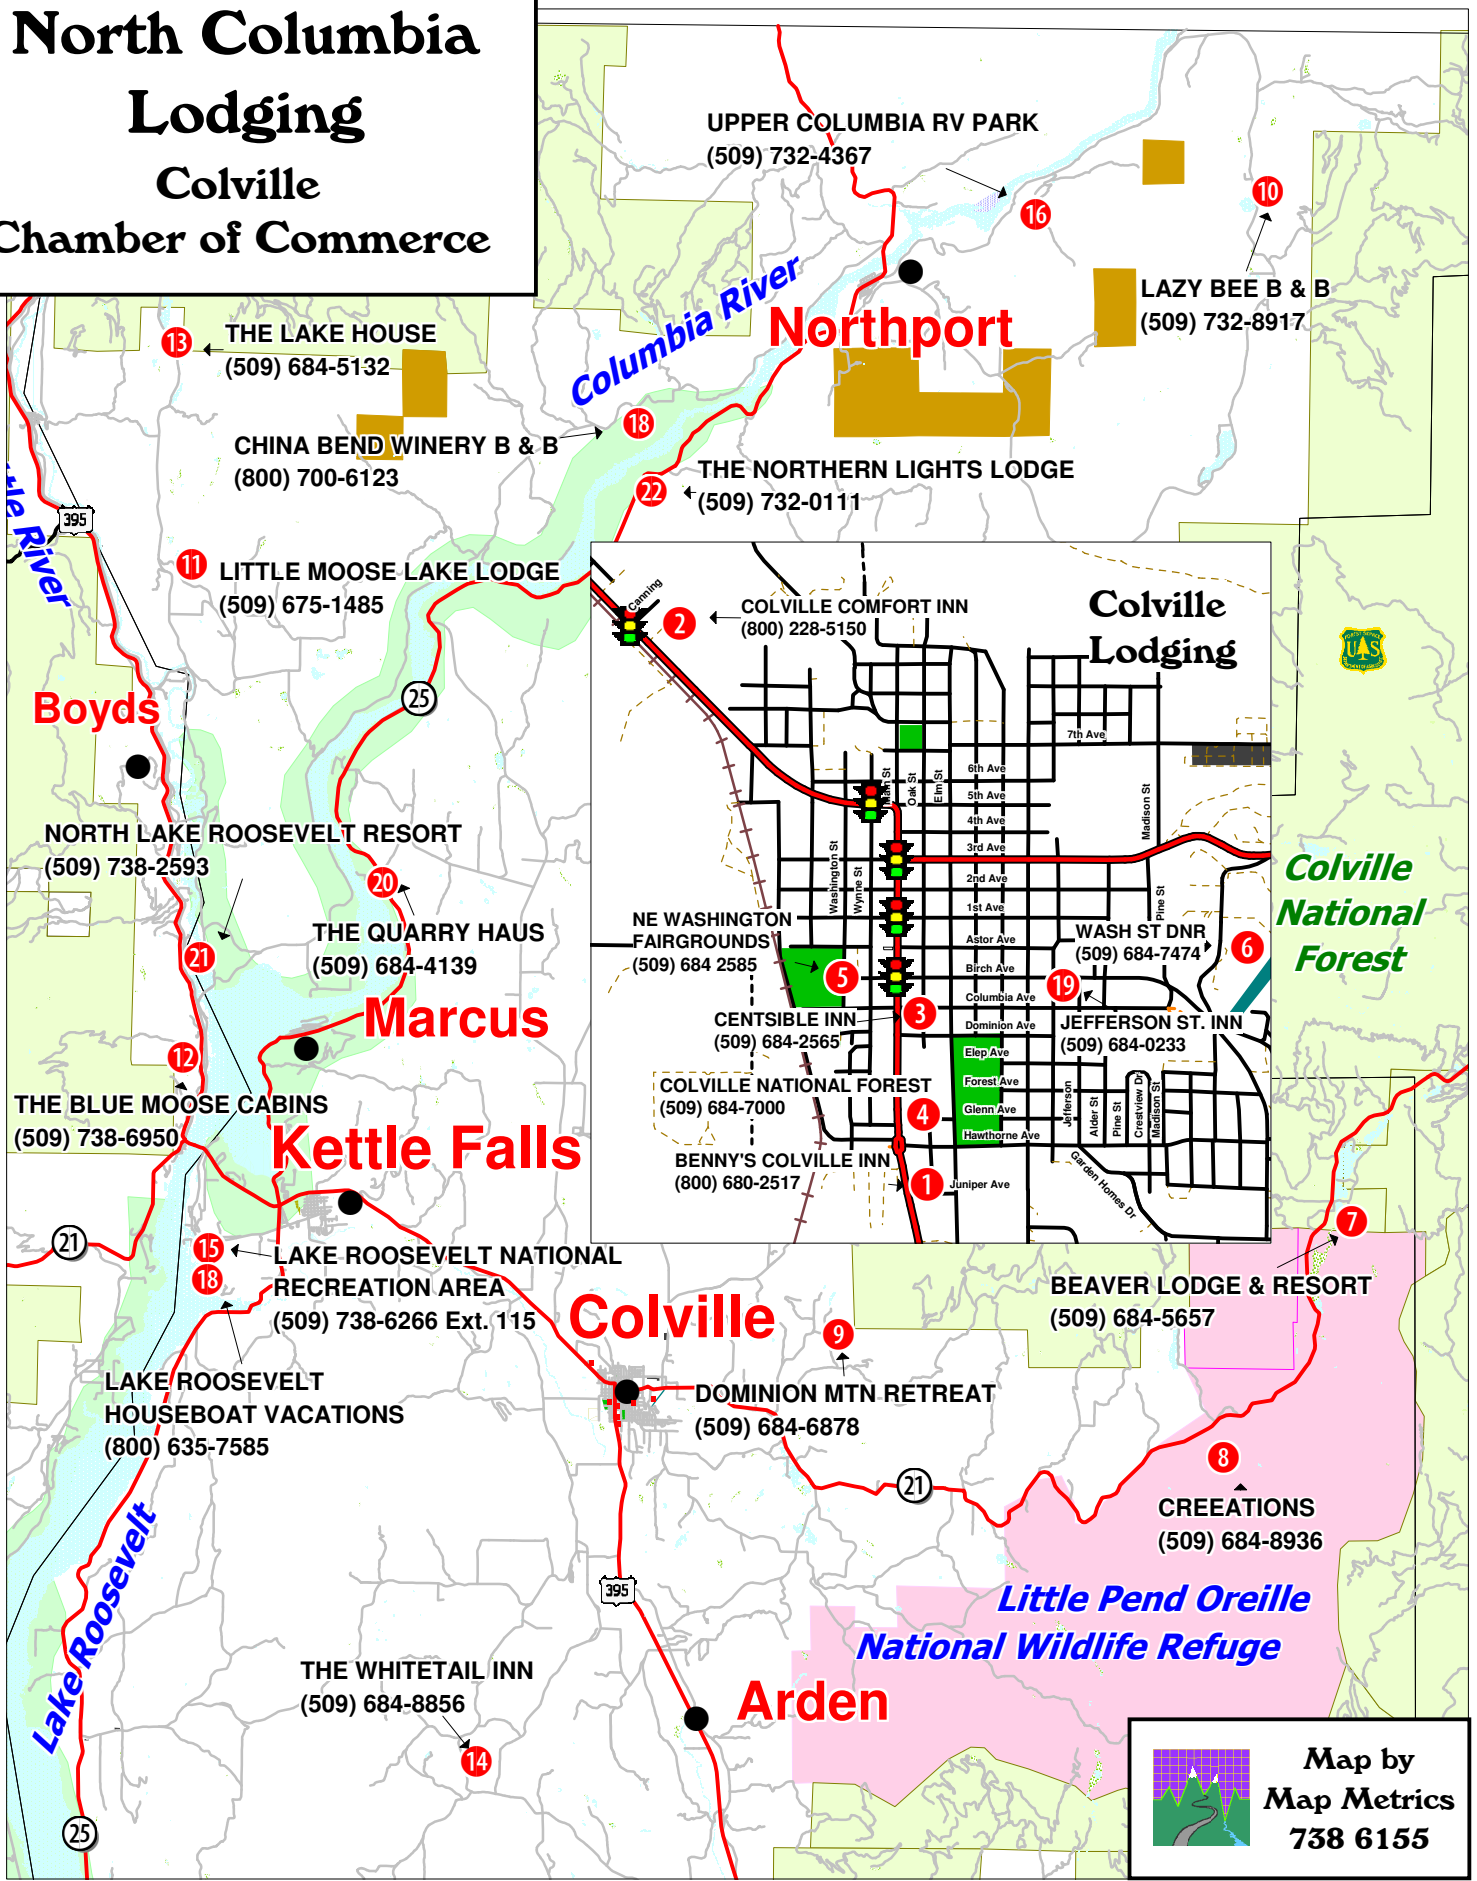 North Columbia
Lodging
Colville
Chamber of Commerce
UPPER COLUMBIA RV PARK
(509) 732-4367
16
10
LAZY BEE B & B
(509) 732-8917
Columbia River
Northport
13
THE LAKE HOUSE
(509) 684-5132
18
CHINA BEND WINERY B & B
(800) 700-6123
22
THE NORTHERN LIGHTS LODGE
(509) 732-0111
395
River
11
LITTLE MOOSE LAKE LODGE
(509) 675-1485
25
Boyds
NORTH LAKE ROOSEVELT RESORT
(509) 738-2593
20
THE QUARRY HAUS
(509) 684-4139
21
Marcus
12
THE BLUE MOOSE CABINS
(509) 738-6950
Kettle Falls
21
15
LAKE ROOSEVELT NATIONAL
RECREATION AREA
(509) 738-6266 Ext. 115
18
LAKE ROOSEVELT
HOUSEBOAT VACATIONS
(800) 635-7585
Colville
Lodging
Canning
2
COLVILLE COMFORT INN
(800) 228-5150
7th Ave
6th Ave
5th Ave
4th Ave
3rd Ave
2nd Ave
1st Ave
Astor Ave
Birch Ave
Columbia Ave
Dominion Ave
Elep Ave
Forest Ave
Glenn Ave
Hawthorne Ave
Juniper Ave
Main St
Oak St
Elm St
Washington St
Wynne St
Madison St
Pine St
Jefferson
Alder St
Pine St
Crestview Dr
Madison St
Garden Homes Dr
NE WASHINGTON
FAIRGROUNDS
(509) 684 2585
5
WASH ST DNR
(509) 684-7474
6
19
JEFFERSON ST. INN
(509) 684-0233
CENTSIBLE INN
(509) 684-2565
3
COLVILLE NATIONAL FOREST
(509) 684-7000
4
BENNY'S COLVILLE INN
(800) 680-2517
1
FOREST SERVICE
U S
DEPARTMENT OF AGRICULTURE
Colville
National
Forest
7
BEAVER LODGE & RESORT
(509) 684-5657
Colville
9
DOMINION MTN RETREAT
(509) 684-6878
21
8
CREEATIONS
(509) 684-8936
395
Little Pend Oreille
National Wildlife Refuge
Lake Roosevelt
THE WHITETAIL INN
(509) 684-8856
14
Arden
25
Map by
Map Metrics
738 6155